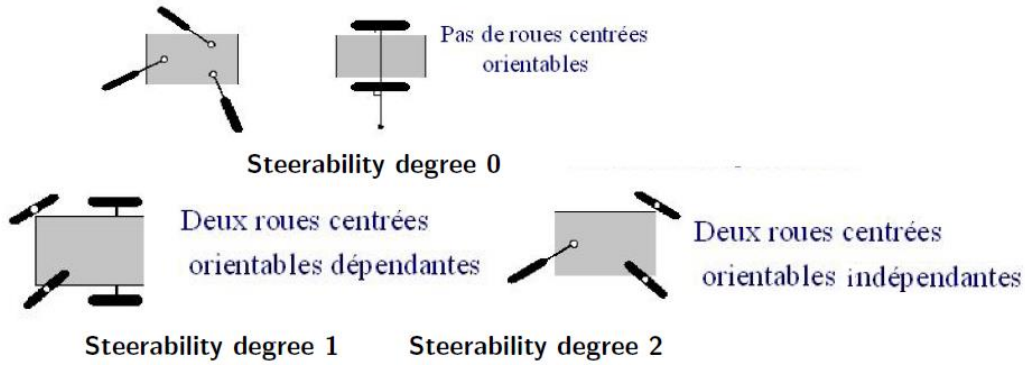 Pas de roues centrées
orientables
Steerability degree 0
Deux roues centrées
orientables dépendantes
Deux roues centrées
orientables indépendantes
Steerability degree 1
Steerability degree 2